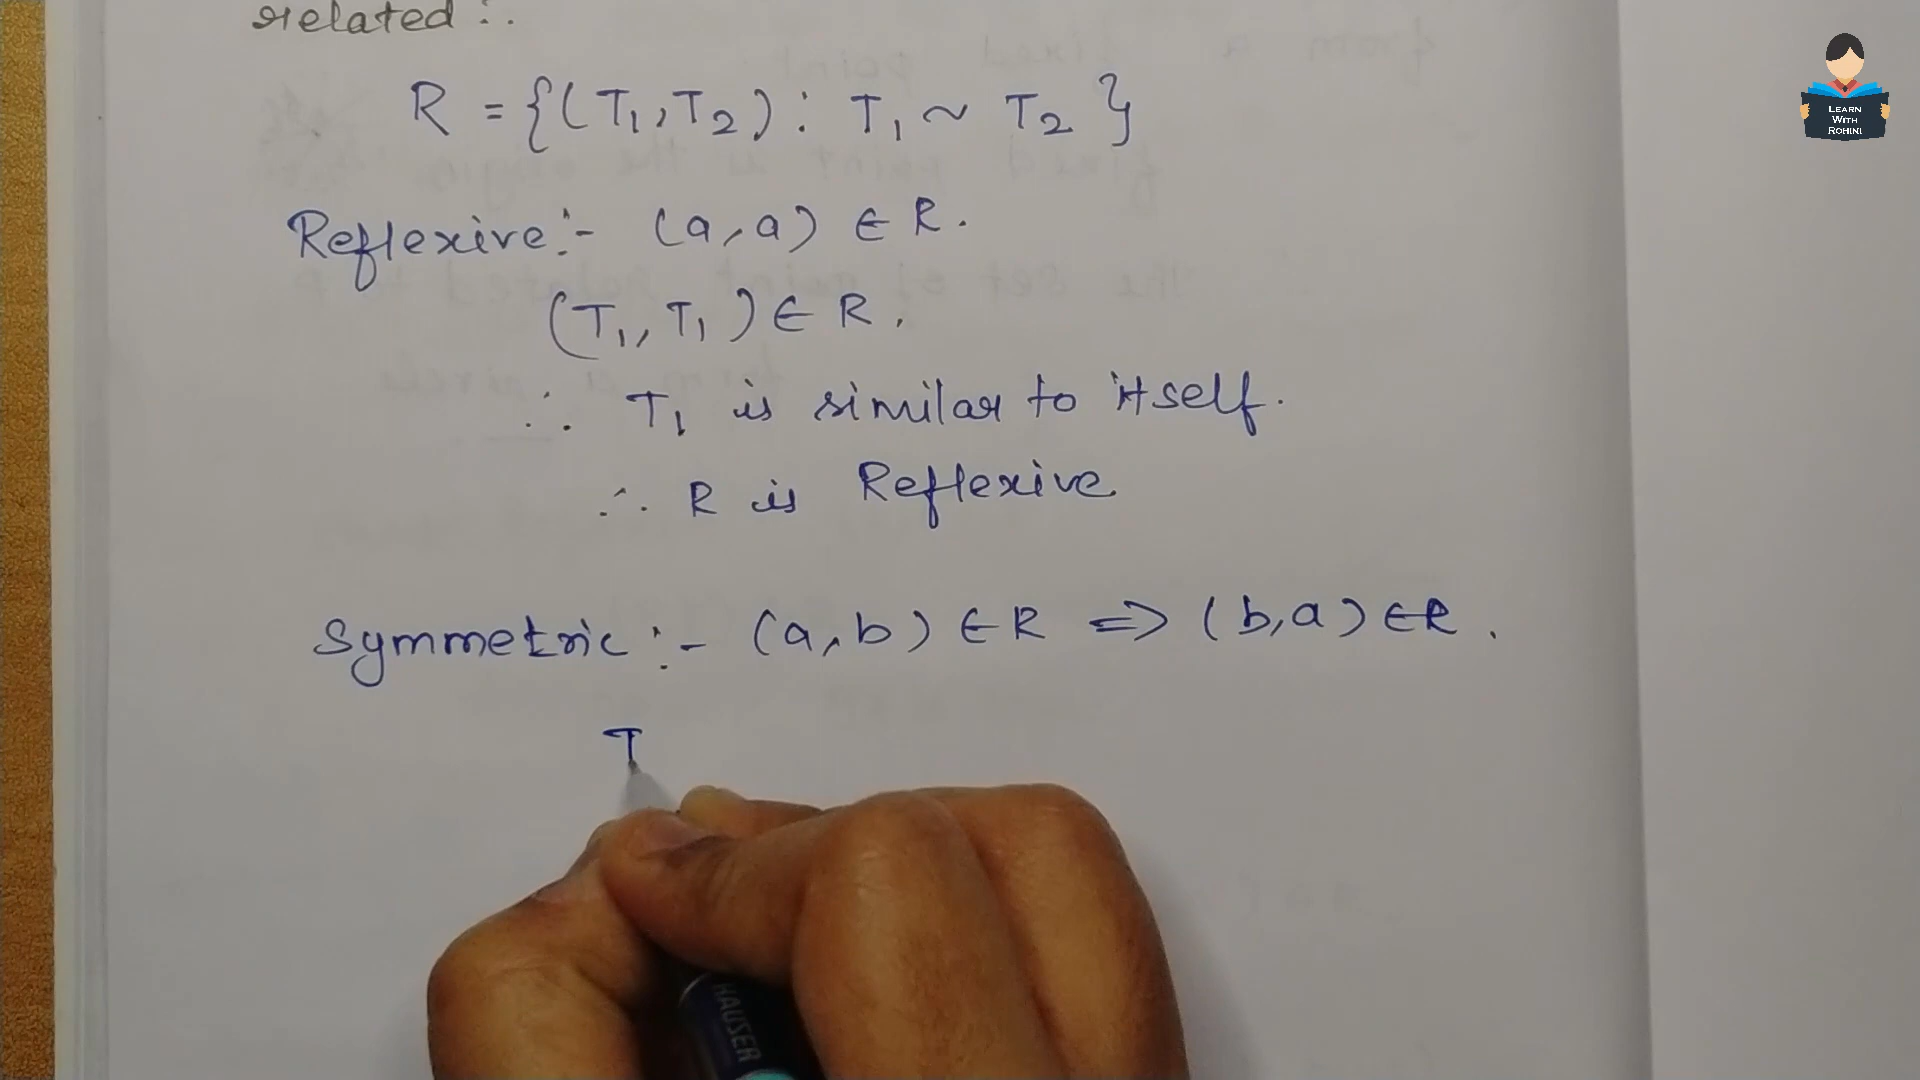 related :.
R = {(T₁, T₂) : T₁ ~ T₂ }
Reflexive :- (a, a) ∈ R.
(T₁, T₁) ∈ R.
∴ T₁ is similar to itself.
∴ R is Reflexive
Symmetric :- (a, b) ∈ R ⇒ (b, a) ∈ R.
T
HAUSER
LEARN
WITH
ROHINI